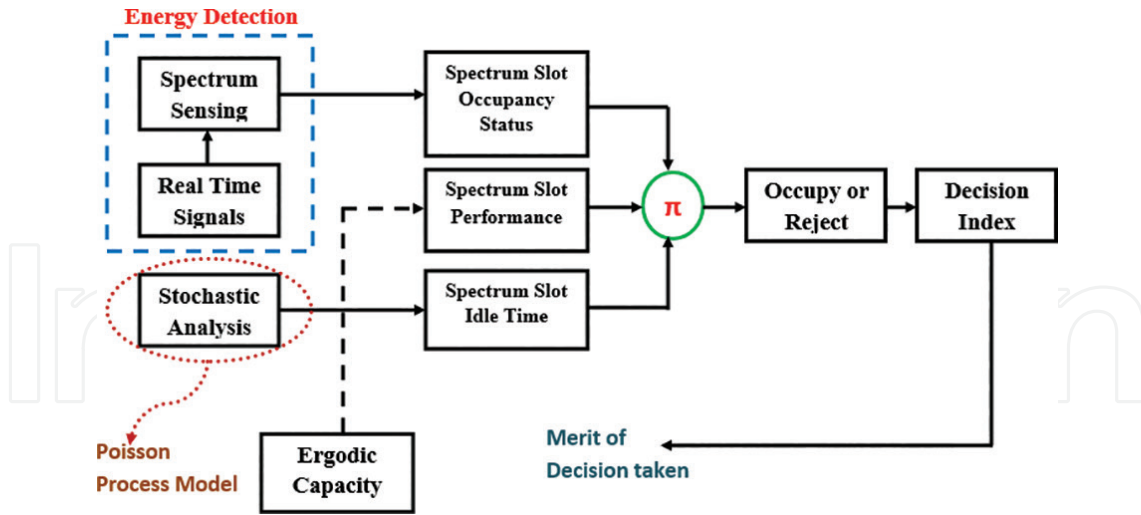 Energy Detection
Spectrum
Sensing
Real Time
Signals
Spectrum Slot
Occupancy
Status
Spectrum Slot
Performance
π
Occupy or
Reject
Decision
Index
Stochastic
Analysis
Spectrum Slot
Idle Time
Poisson
Process Model
Ergodic
Capacity
Merit of
Decision taken